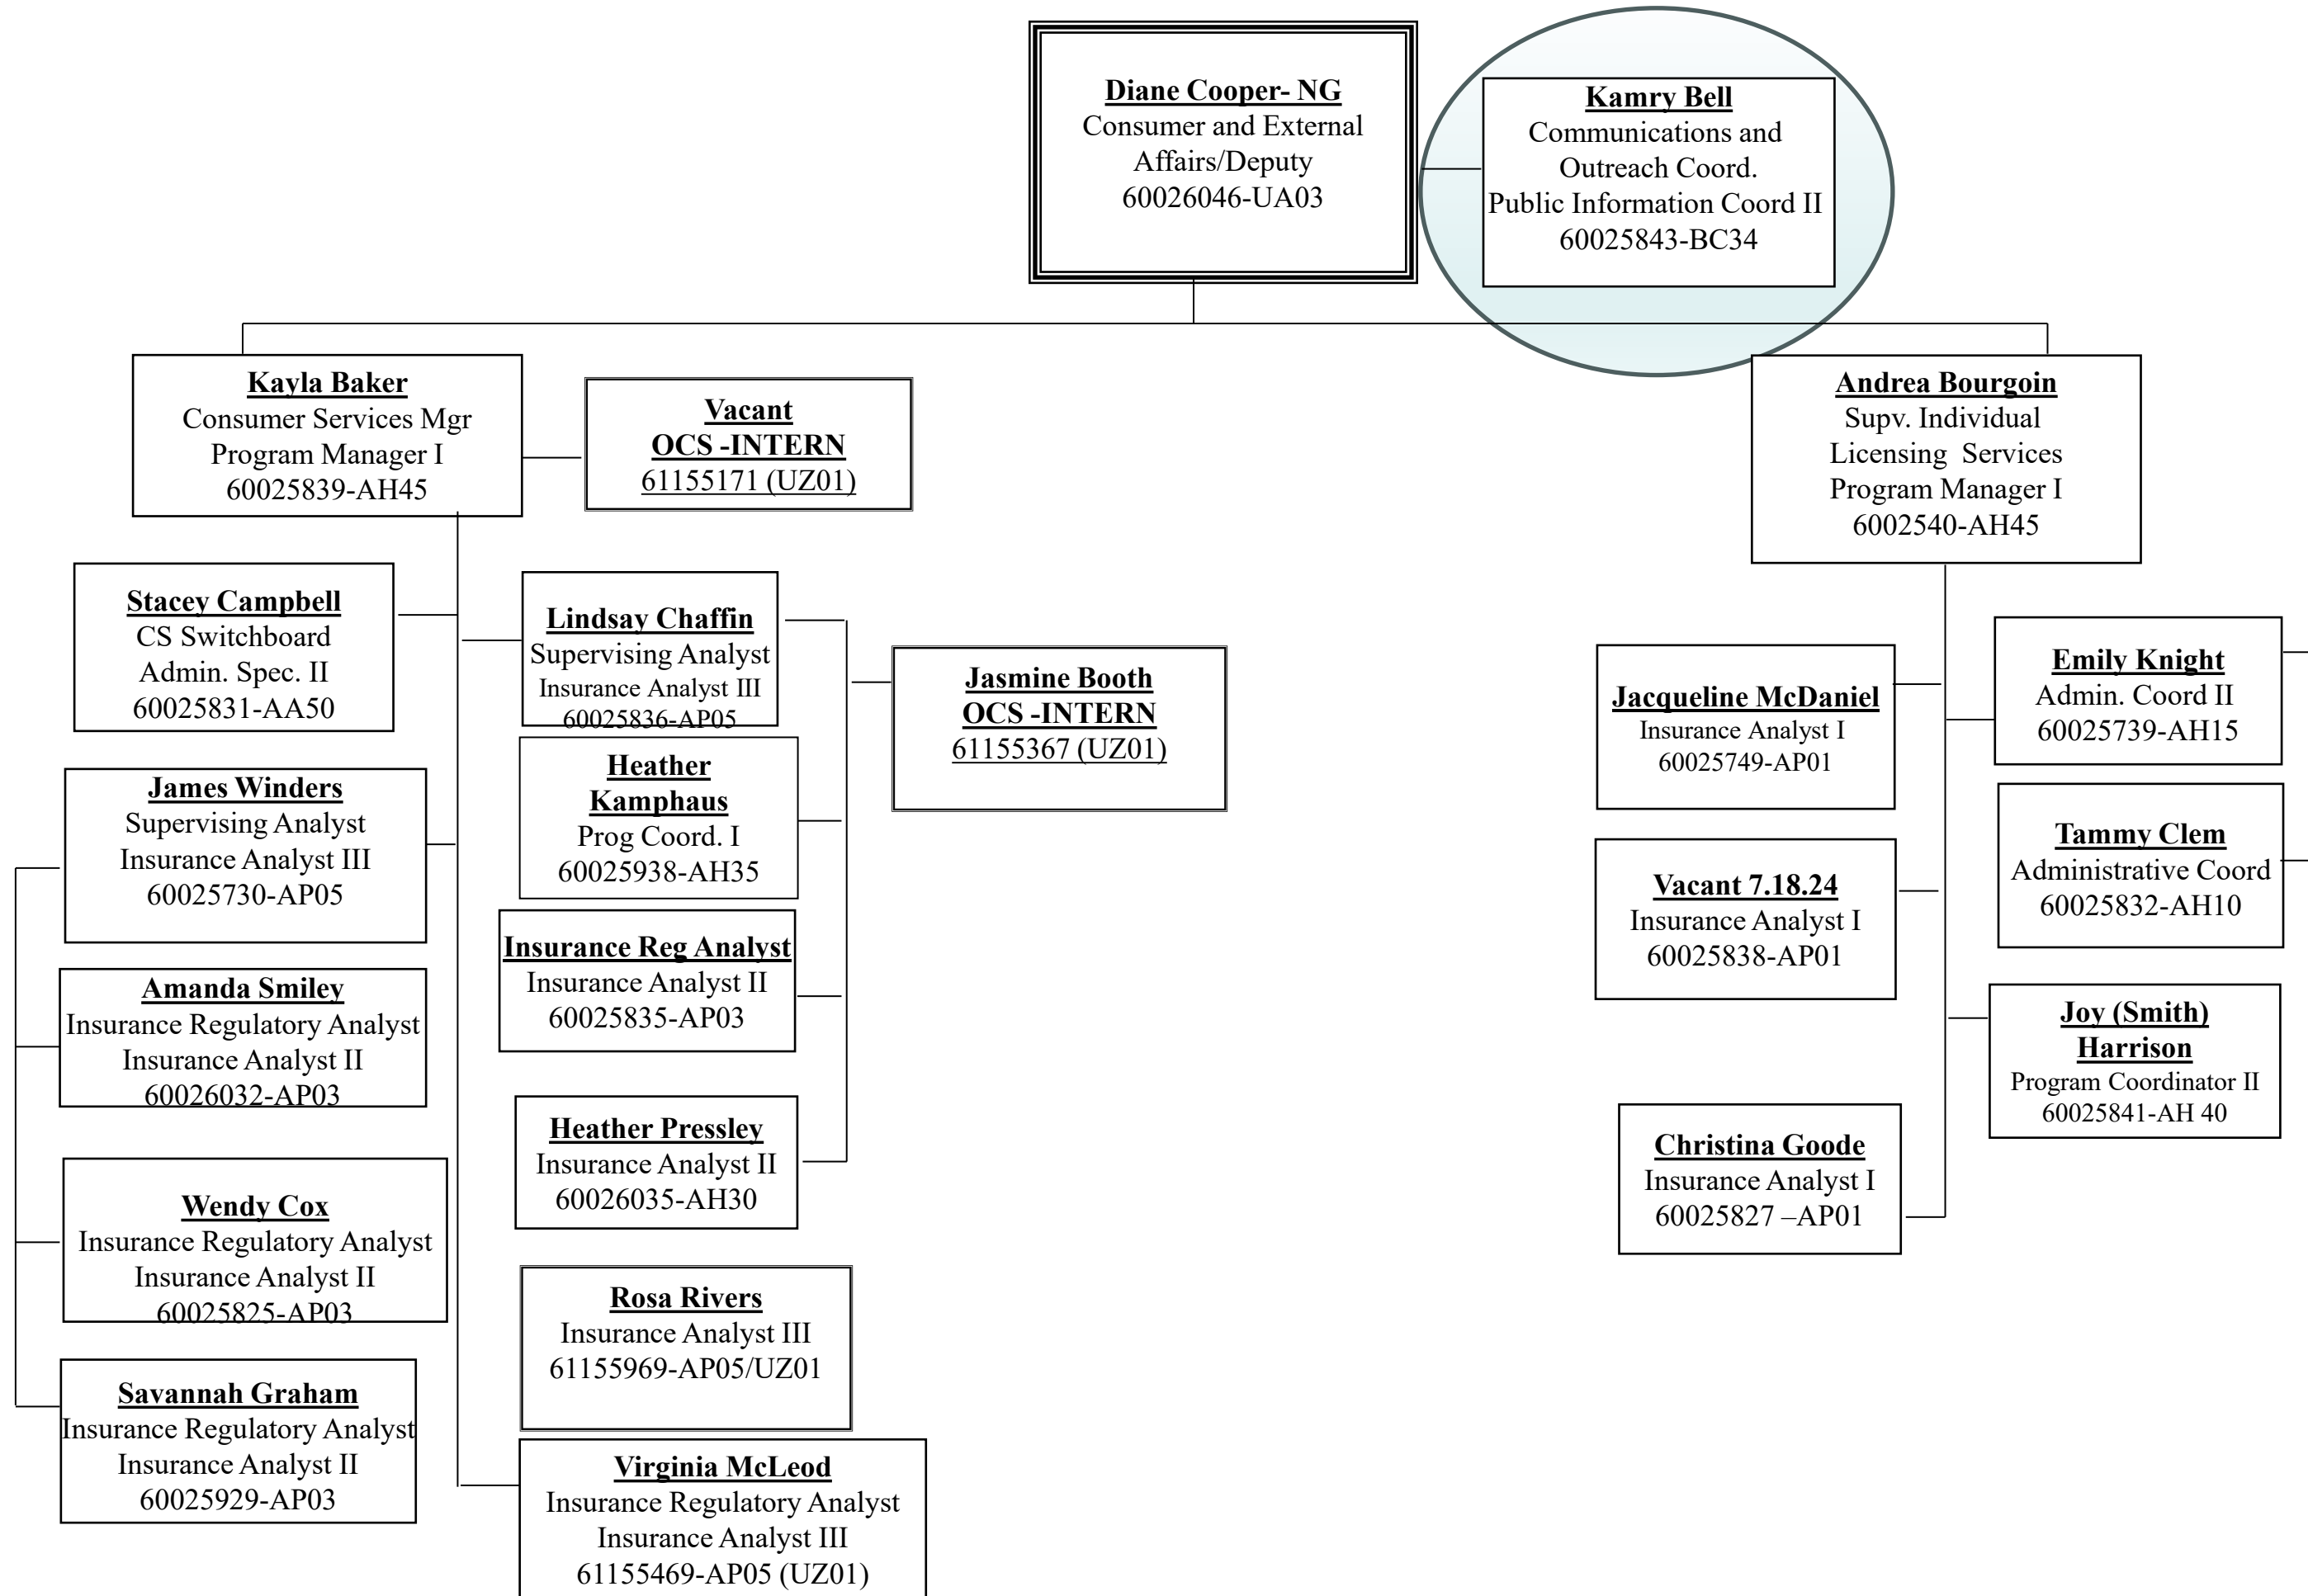 Diane Cooper- NG
Consumer and External
Affairs/Deputy
60026046-UA03
Kamry Bell
Communications and
Outreach Coord.
Public Information Coord II
60025843-BC34
Kayla Baker
Consumer Services Mgr
Program Manager I
60025839-AH45
Vacant
OCS -INTERN
61155171 (UZ01)
Andrea Bourgoin
Supv. Individual
Licensing Services
Program Manager I
6002540-AH45
Stacey Campbell
CS Switchboard
Admin. Spec. II
60025831-AA50
Lindsay Chaffin
Supervising Analyst
Insurance Analyst III
60025836-AP05
Jasmine Booth
OCS -INTERN
61155367 (UZ01)
Jacqueline McDaniel
Insurance Analyst I
60025749-AP01
Emily Knight
Admin. Coord II
60025739-AH15
James Winders
Supervising Analyst
Insurance Analyst III
60025730-AP05
Heather
Kamphaus
Prog Coord. I
60025938-AH35
Vacant 7.18.24
Insurance Analyst I
60025838-AP01
Tammy Clem
Administrative Coord
60025832-AH10
Amanda Smiley
Insurance Regulatory Analyst
Insurance Analyst II
60026032-AP03
Insurance Reg Analyst
Insurance Analyst II
60025835-AP03
Joy (Smith)
Harrison
Program Coordinator II
60025841-AH 40
Wendy Cox
Insurance Regulatory Analyst
Insurance Analyst II
60025825-AP03
Heather Pressley
Insurance Analyst II
60026035-AH30
Christina Goode
Insurance Analyst I
60025827 –AP01
Savannah Graham
Insurance Regulatory Analyst
Insurance Analyst II
60025929-AP03
Rosa Rivers
Insurance Analyst III
61155969-AP05/UZ01
Virginia McLeod
Insurance Regulatory Analyst
Insurance Analyst III
61155469-AP05 (UZ01)